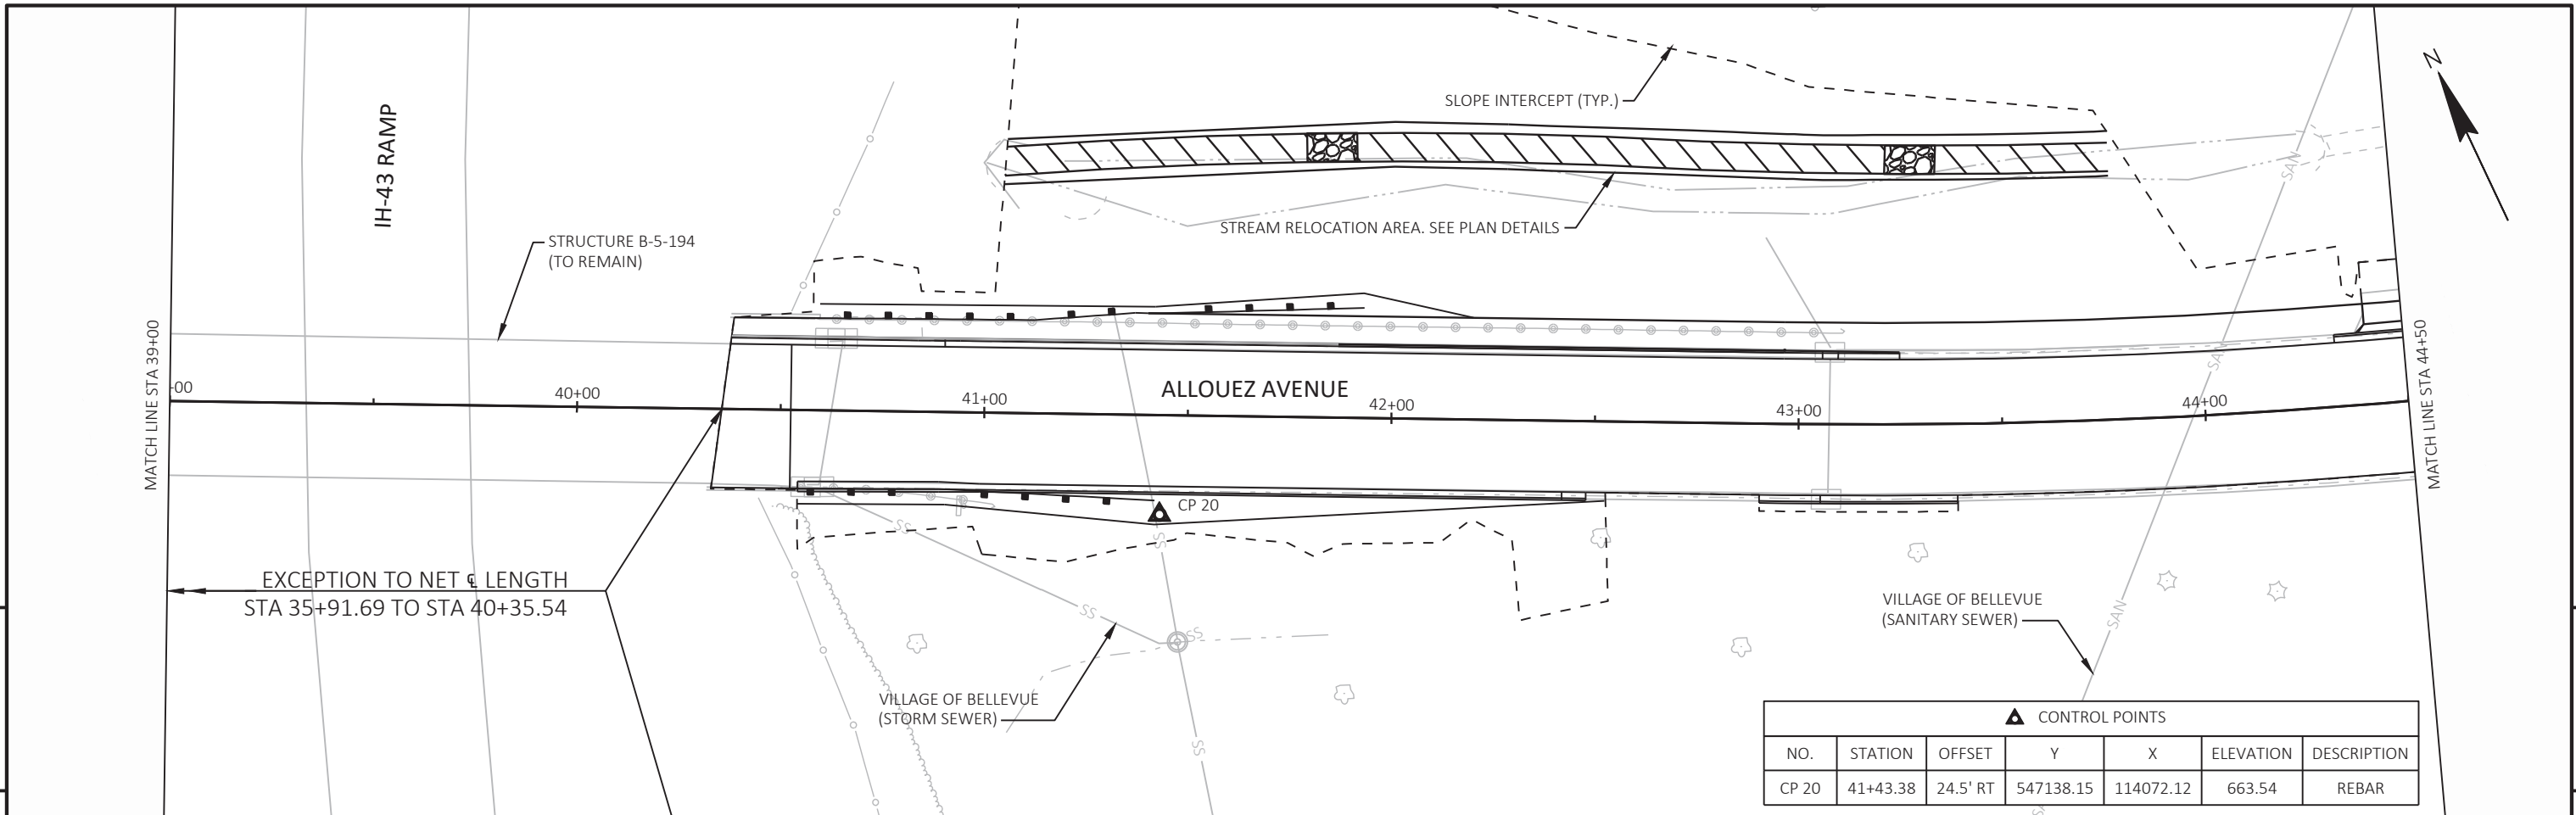 N
SLOPE INTERCEPT (TYP.)
IH-43 RAMP
STRUCTURE B-5-194
(TO REMAIN)
STREAM RELOCATION AREA. SEE PLAN DETAILS
SAN
MATCH LINE STA 39+00
MATCH LINE STA 44+50
SAN
ALLOUEZ AVENUE
-00
40+00
41+00
42+00
43+00
44+00
CP 20
SS
SS
EXCEPTION TO NET ℄ LENGTH
STA 35+91.69 TO STA 40+35.54
SS
SS
VILLAGE OF BELLEVUE
(SANITARY SEWER)
SAN
VILLAGE OF BELLEVUE
(STORM SEWER)
SS
CONTROL POINTS
NO. STATION OFFSET Y X ELEVATION DESCRIPTION
CP 20 41+43.38 24.5' RT 547138.15 114072.12 663.54 REBAR